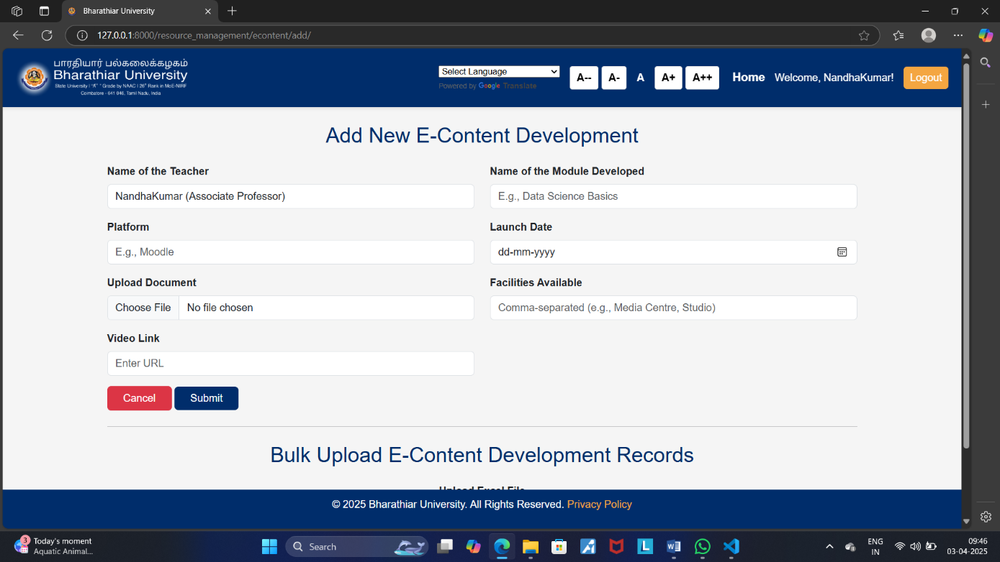 Bharathiar University
127.0.0.1:8000/resource_management/econtent/add/
பாரதியார் பல்கலைக்கழகம்
Bharathiar University
State University | "A++" Grade by NAAC | 26th Rank in MoE-NIRF
Coimbatore - 641 046, Tamil Nadu, India
Select Language
Powered by Google Translate
A-- A- A A+ A++ Home Welcome, NandhaKumar! Logout
Add New E-Content Development
Name of the Teacher
NandhaKumar (Associate Professor)
Name of the Module Developed
E.g., Data Science Basics
Platform
E.g., Moodle
Launch Date
dd-mm-yyyy
Upload Document
Choose File No file chosen
Facilities Available
Comma-separated (e.g., Media Centre, Studio)
Video Link
Enter URL
Cancel Submit
Bulk Upload E-Content Development Records
Upload Excel File
© 2025 Bharathiar University. All Rights Reserved. Privacy Policy
3
Today's moment
Aquatic Animal...
Search
L
W
ENG
IN
09:46
03-04-2025